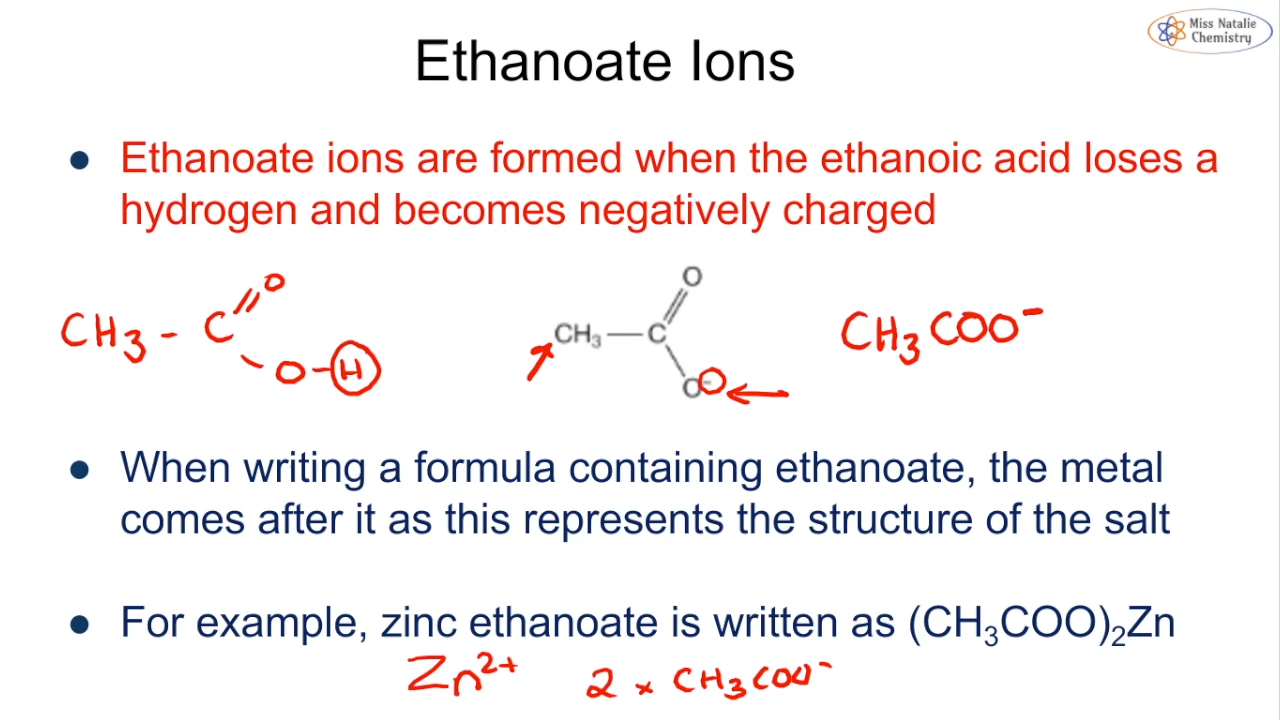 Miss Natalie
Chemistry
Ethanoate Ions
● Ethanoate ions are formed when the ethanoic acid loses a
hydrogen and becomes negatively charged
O
CH₃ - C
O - H
O
CH₃ — C
O⁻
CH₃COO⁻
● When writing a formula containing ethanoate, the metal
comes after it as this represents the structure of the salt
● For example, zinc ethanoate is written as (CH₃COO)₂Zn
Zn²⁺ 2 × CH₃COO⁻